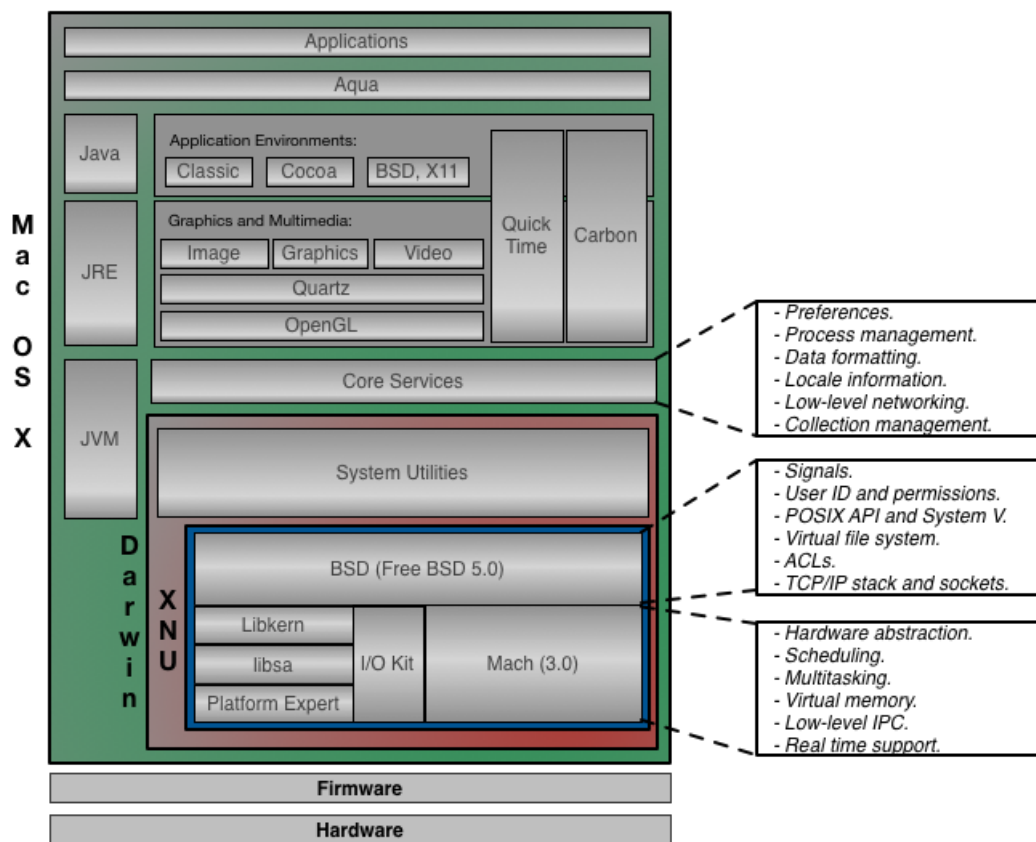 Applications
Aqua
Java
Application Environments:
Classic
Cocoa
BSD, X11
Quick
Time
Carbon
JRE
Graphics and Multimedia:
Image
Graphics
Video
Quartz
OpenGL
Mac OS X
JVM
Core Services
- Preferences.
- Process management.
- Data formatting.
- Locale information.
- Low-level networking.
- Collection management.
System Utilities
Darwin
XNU
BSD (Free BSD 5.0)
- Signals.
- User ID and permissions.
- POSIX API and System V.
- Virtual file system.
- ACLs.
- TCP/IP stack and sockets.
Libkern
libsa
Platform Expert
I/O Kit
Mach (3.0)
- Hardware abstraction.
- Scheduling.
- Multitasking.
- Virtual memory.
- Low-level IPC.
- Real time support.
Firmware
Hardware